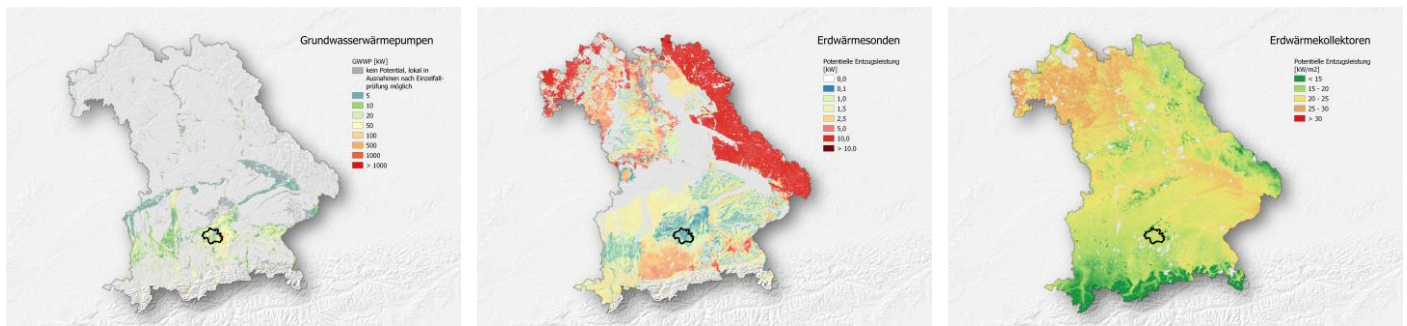 Grundwasserwärmepumpen
GWWP [kW]
kein Potential, lokal in
Ausnahmen nach Einzelfall-
prüfung möglich
5
10
20
50
100
500
1000
> 1000
Erdwärmesonden
Potentielle Entzugsleistung
[kW]
0,0
0,1
1,0
1,5
2,5
5,0
10,0
> 10.0
Erdwärmekollektoren
Potentielle Entzugsleistung
[kW/m2]
< 15
15 - 20
20 - 25
25 - 30
> 30